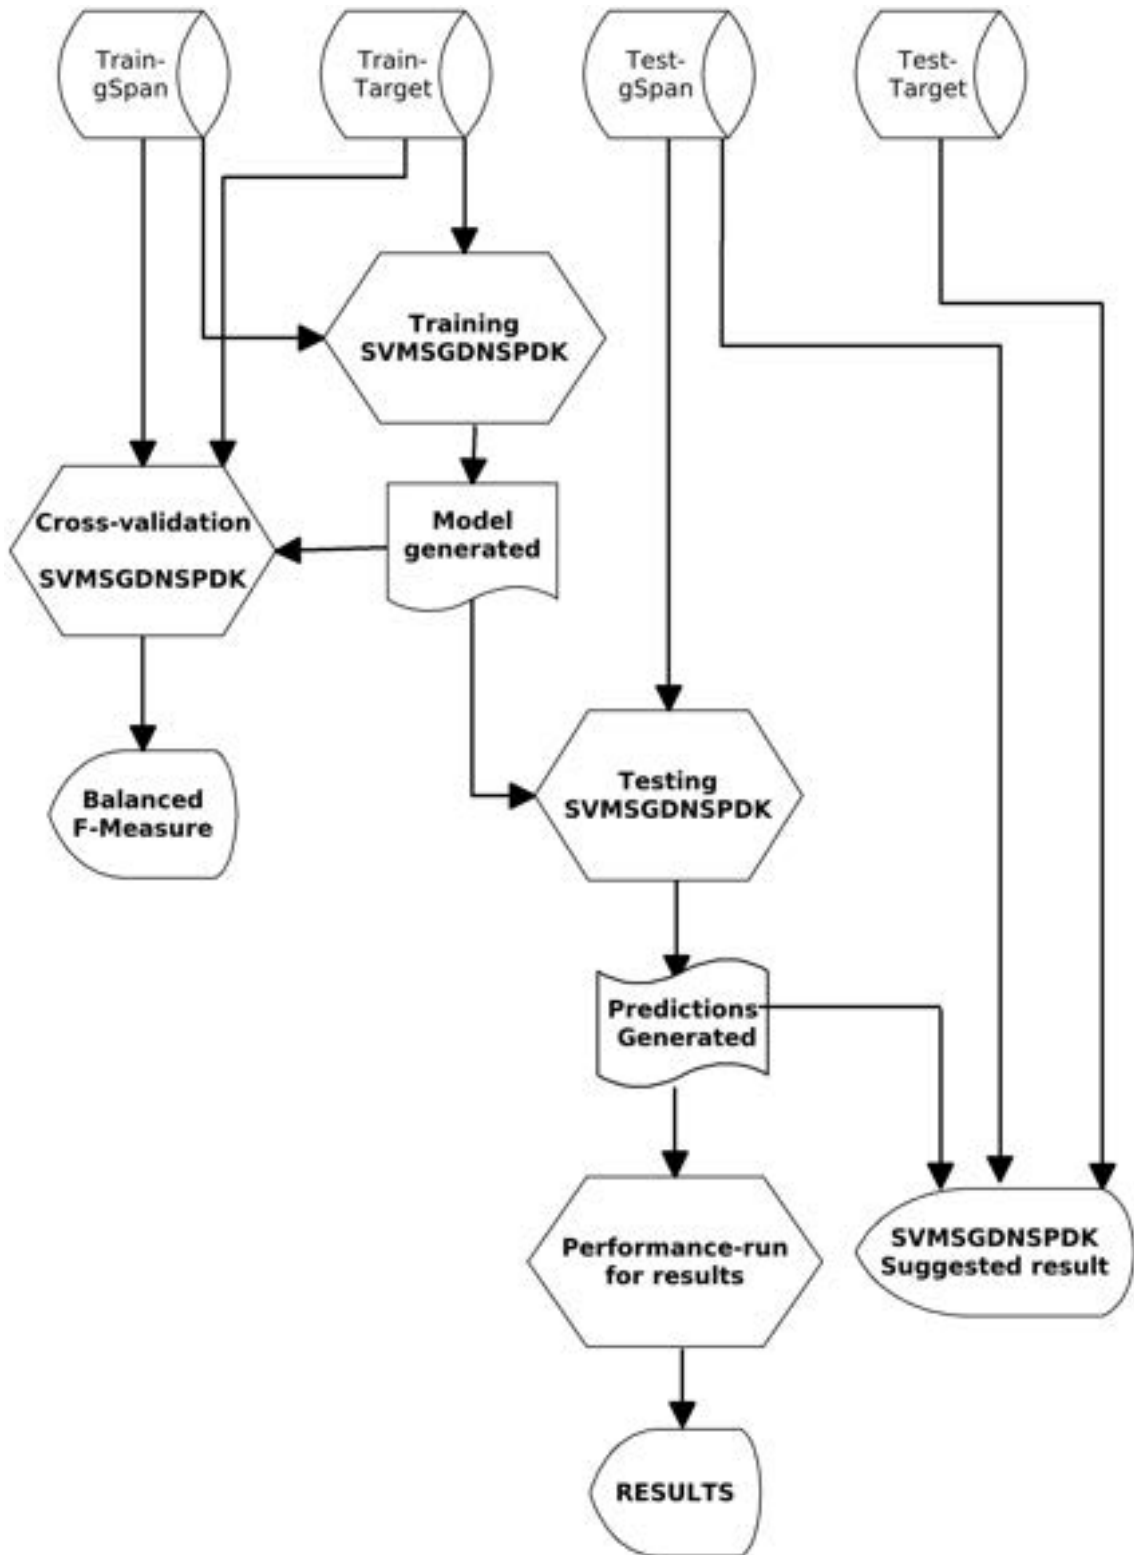 Train-
gSpan
Train-
Target
Test-
gSpan
Test-
Target
Training
SVMSGDNSPDK
Cross-validation
SVMSGDNSPDK
Model
generated
Balanced
F-Measure
Testing
SVMSGDNSPDK
Predictions
Generated
Performance-run
for results
SVMSGDNSPDK
Suggested result
RESULTS